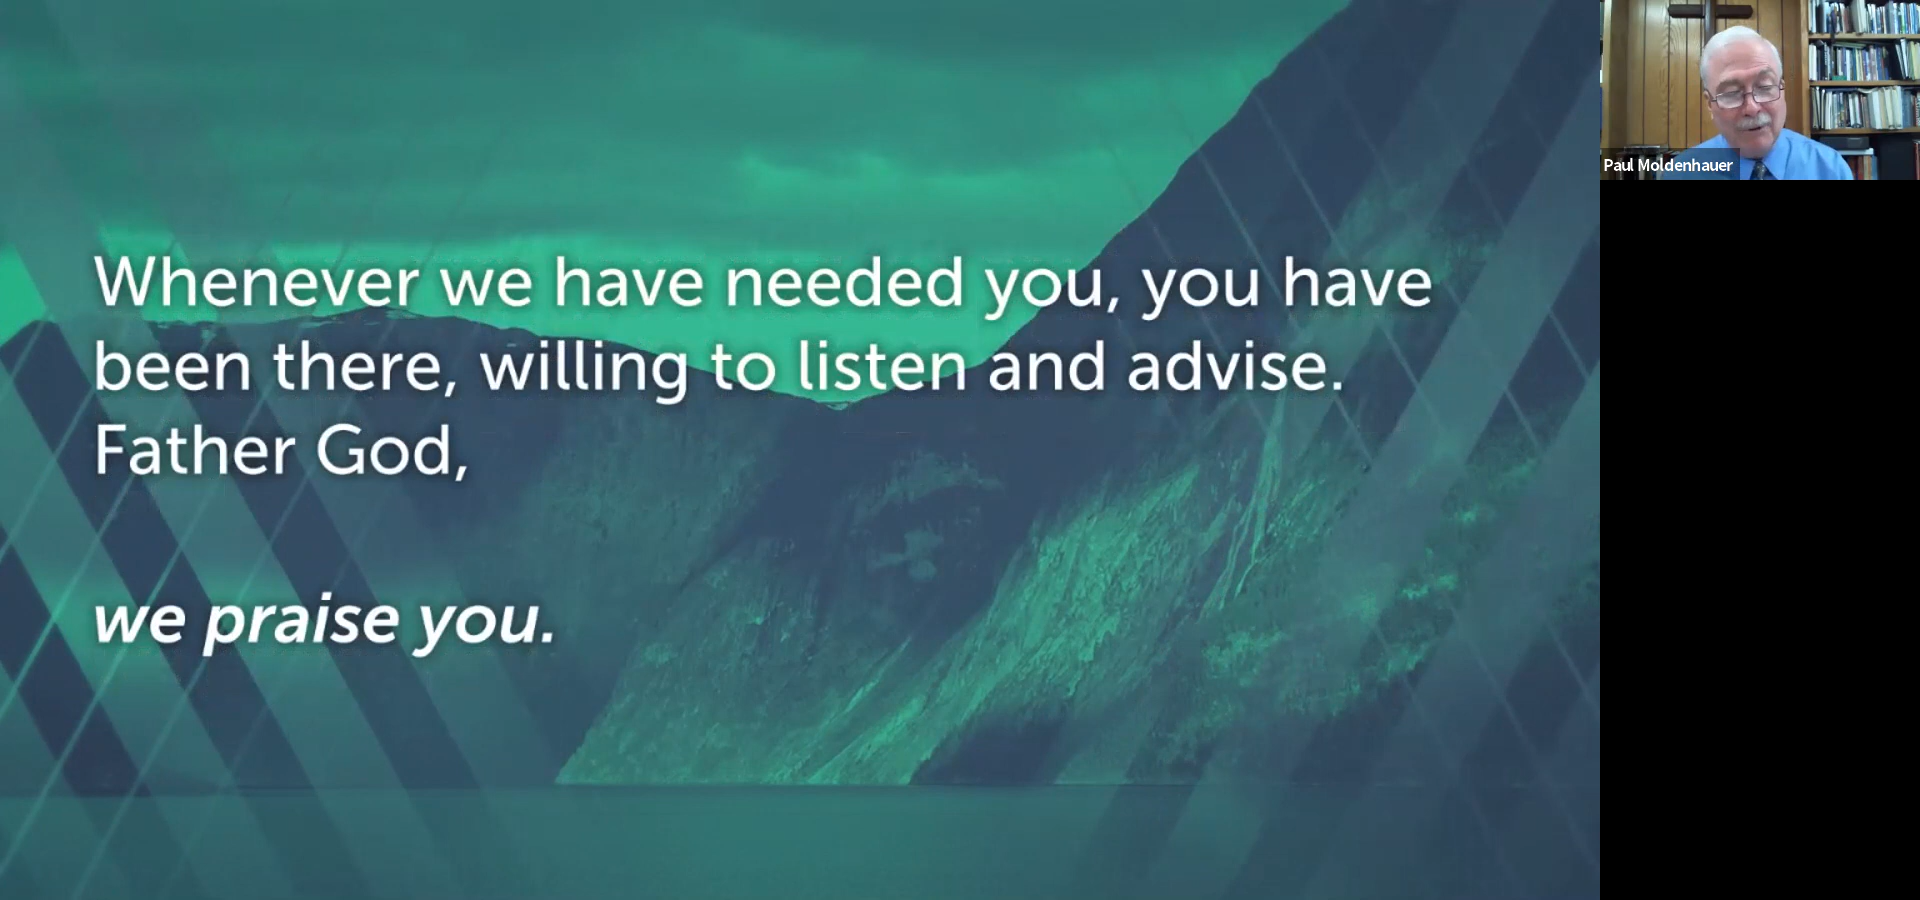 Whenever we have needed you, you have
been there, willing to listen and advise.
Father God,
we praise you.
Paul Moldenhauer